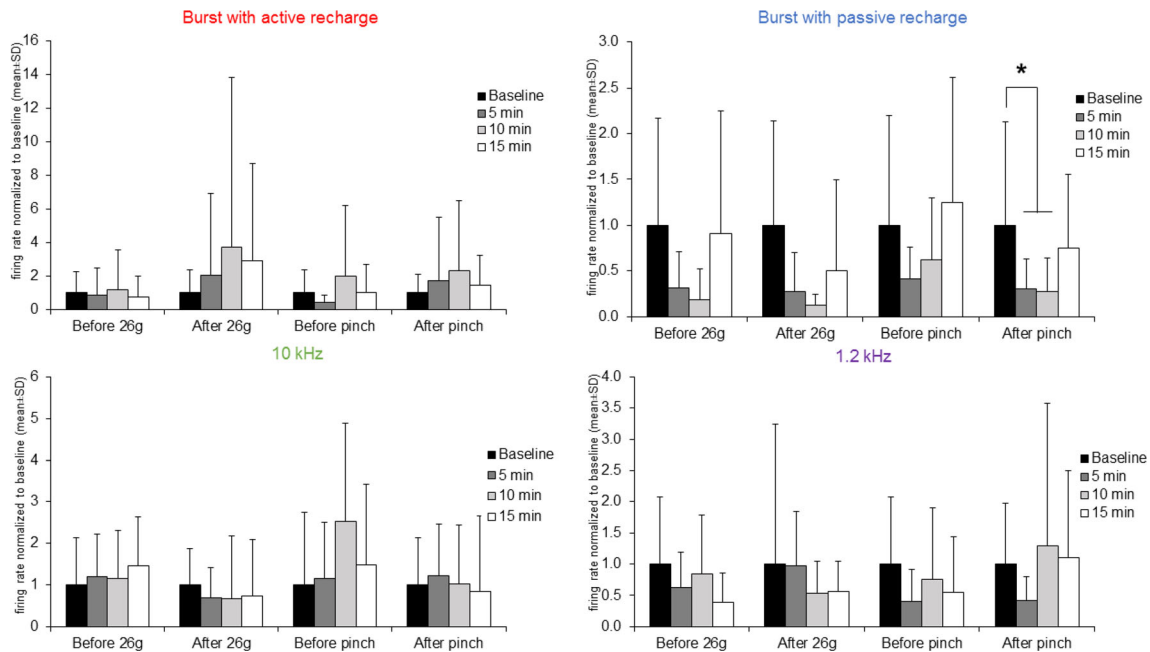 Burst with active recharge
firing rate normalized to baseline (mean±SD)
16
14
12
10
8
6
4
2
0
Baseline
5 min
10 min
15 min
Before 26g
After 26g
Before pinch
After pinch
Burst with passive recharge
firing rate normalized to baseline (mean±SD)
3.0
2.5
2.0
1.5
1.0
0.5
0.0
*
Baseline
5 min
10 min
15 min
Before 26g
After 26g
Before pinch
After pinch
10 kHz
firing rate normalized to baseline (mean±SD)
6
5
4
3
2
1
0
Baseline
5 min
10 min
15 min
Before 26g
After 26g
Before pinch
After pinch
1.2 kHz
firing rate normalized to baseline (mean±SD)
4.0
3.5
3.0
2.5
2.0
1.5
1.0
0.5
0.0
Baseline
5 min
10 min
15 min
Before 26g
After 26g
Before pinch
After pinch